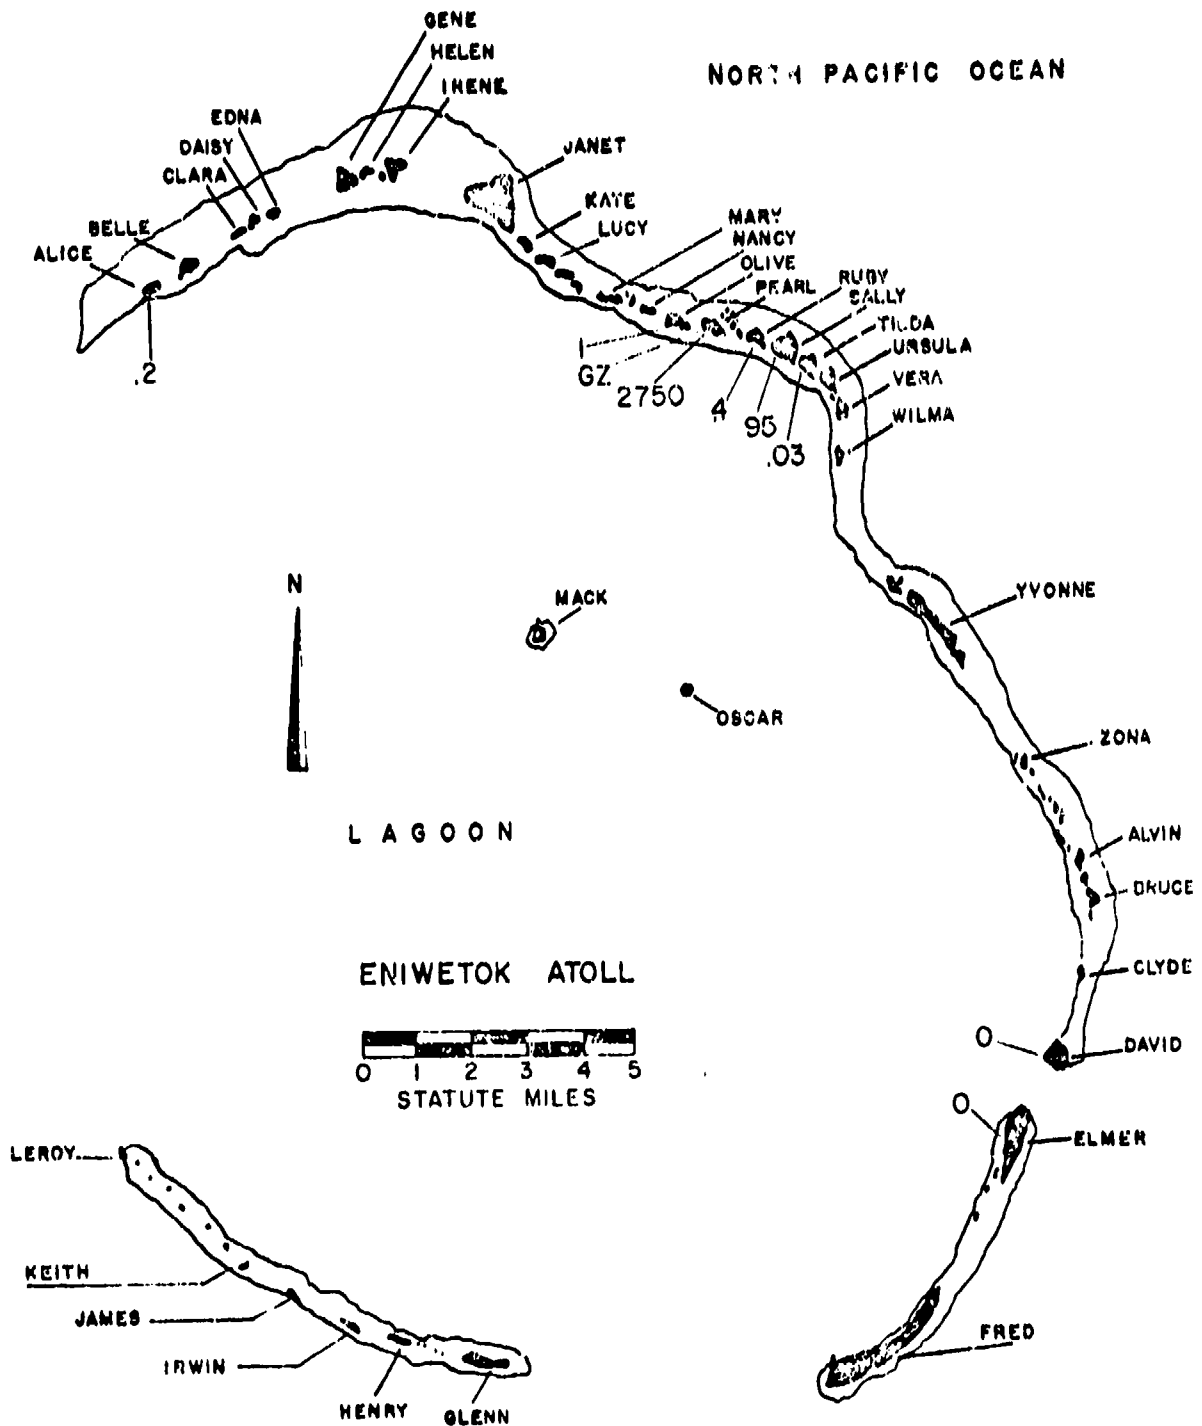 GENE
HELEN
IRENE
NORTH PACIFIC OCEAN
EDNA
DAISY
CLARA
JANET
BELLE
KATE
LUCY
ALICE
MARY
NANCY
OLIVE
PEARL
RUBY
SALLY
TILDA
URSULA
VERA
WILMA
.2
1
GZ
2750
.4
95
.03
N
MACK
YVONNE
OSCAR
ZONA
LAGOON
ALVIN
BRUCE
ENIWETOK ATOLL
CLYDE
0
DAVID
0 1 2 3 4 5
STATUTE MILES
0
ELMER
LEROY
KEITH
JAMES
IRWIN
HENRY
GLENN
FRED